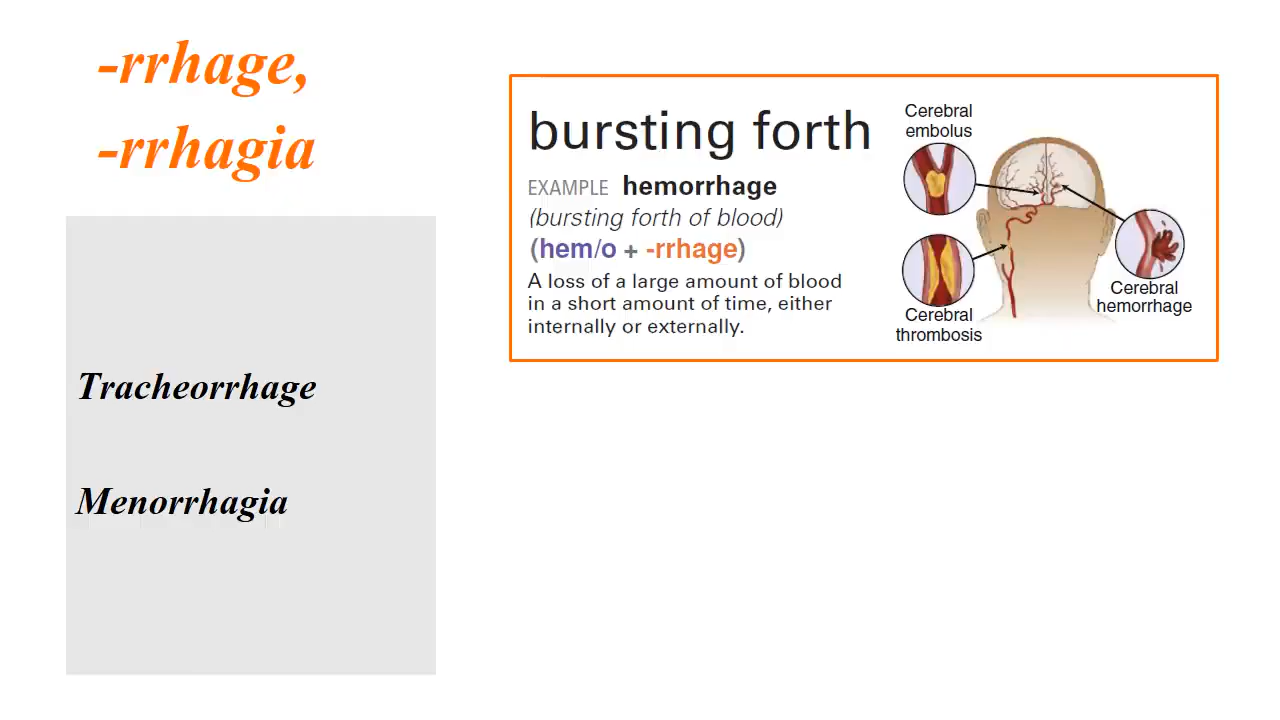 -rrhage,
-rrhagia
Tracheorrhage
Menorrhagia
bursting forth
EXAMPLE hemorrhage
(bursting forth of blood)
(hem/o + -rrhage)
A loss of a large amount of blood
in a short amount of time, either
internally or externally.
Cerebral
embolus
Cerebral
thrombosis
Cerebral
hemorrhage